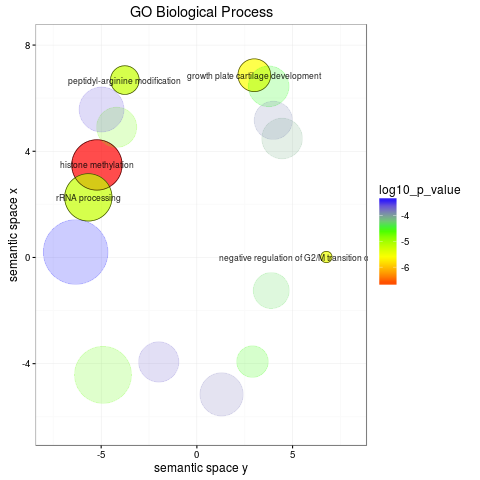 GO Biological Process
8
peptidyl-arginine modification
growth plate cartilage development
4
histone methylation
rRNA processing
0
negative regulation of G2/M transition o
-4
-5
0
5
semantic space y
semantic space x
log10_p_value
-4
-5
-6